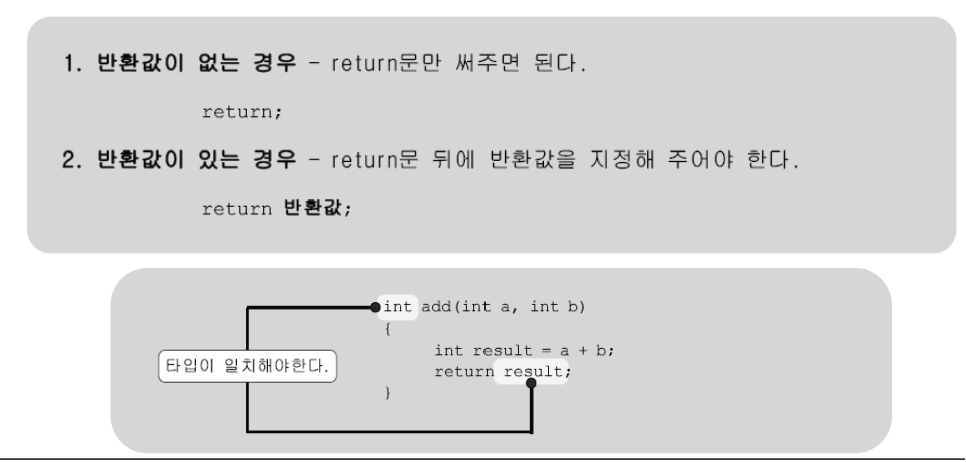 1. 반환값이 없는 경우 – return문만 써주면 된다.
return;
2. 반환값이 있는 경우 – return문 뒤에 반환값을 지정해 주어야 한다.
return 반환값;
int add(int a, int b)
{
int result = a + b;
타입이 일치해야한다.
return result;
}